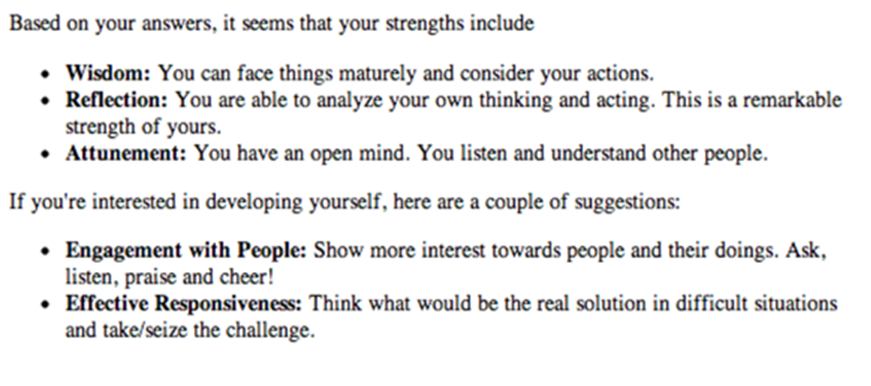 Based on your answers, it seems that your strengths include
• Wisdom: You can face things maturely and consider your actions.
• Reflection: You are able to analyze your own thinking and acting. This is a remarkable
strength of yours.
• Attunement: You have an open mind. You listen and understand other people.
If you're interested in developing yourself, here are a couple of suggestions:
• Engagement with People: Show more interest towards people and their doings. Ask,
listen, praise and cheer!
• Effective Responsiveness: Think what would be the real solution in difficult situations
and take/seize the challenge.